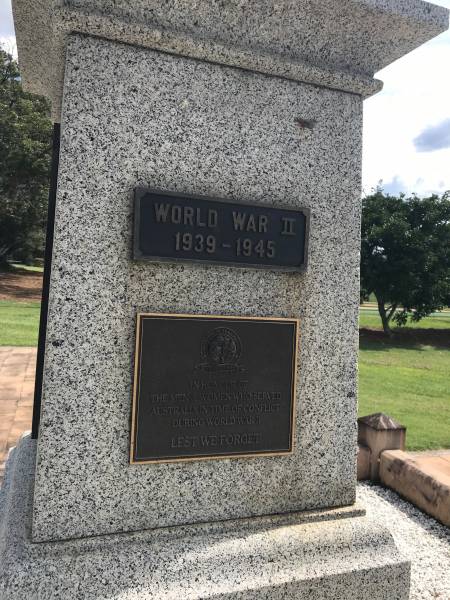 WORLD WAR II
1939 - 1945
IN HONOUR OF
THE MEN & WOMEN WHO SERVED
AUSTRALIA IN TIME OF CONFLICT
DURING WORLD WAR II
LEST WE FORGET